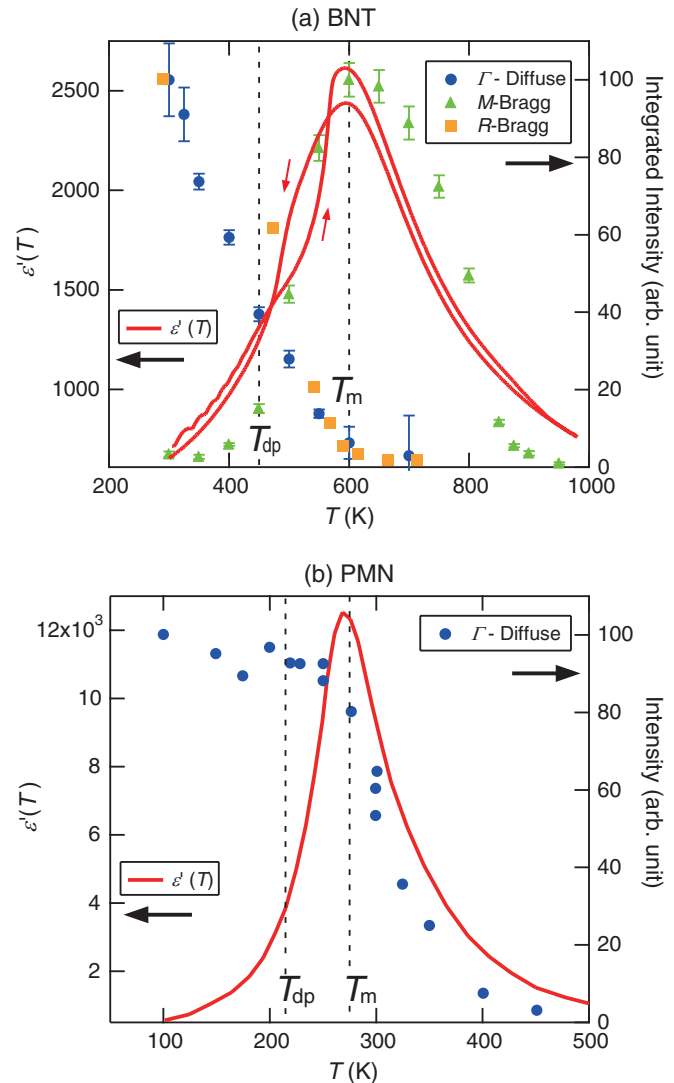 (a) BNT
2500
2000
1500
1000
ε'(T)
Γ - Diffuse
M-Bragg
R-Bragg
ε' (T)
Tdp
Tm
100
80
60
40
20
0
Integrated Intensity (arb. unit)
200
400
600
800
1000
T (K)
(b) PMN
12x10³
10
8
6
4
2
ε'(T)
Γ - Diffuse
ε' (T)
Tdp
Tm
100
80
60
40
20
0
Intensity (arb. unit)
100
200
300
400
500
T (K)